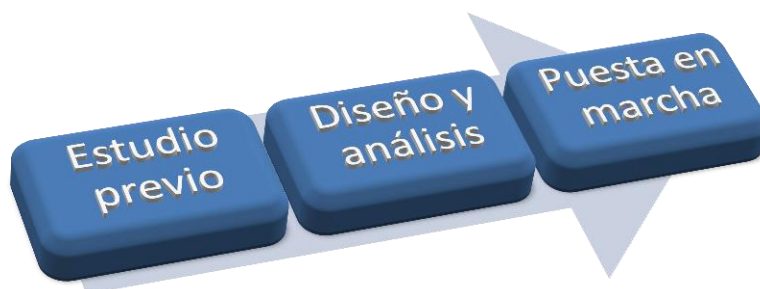 Estudio
previo
Diseño y
análisis
Puesta en
marcha